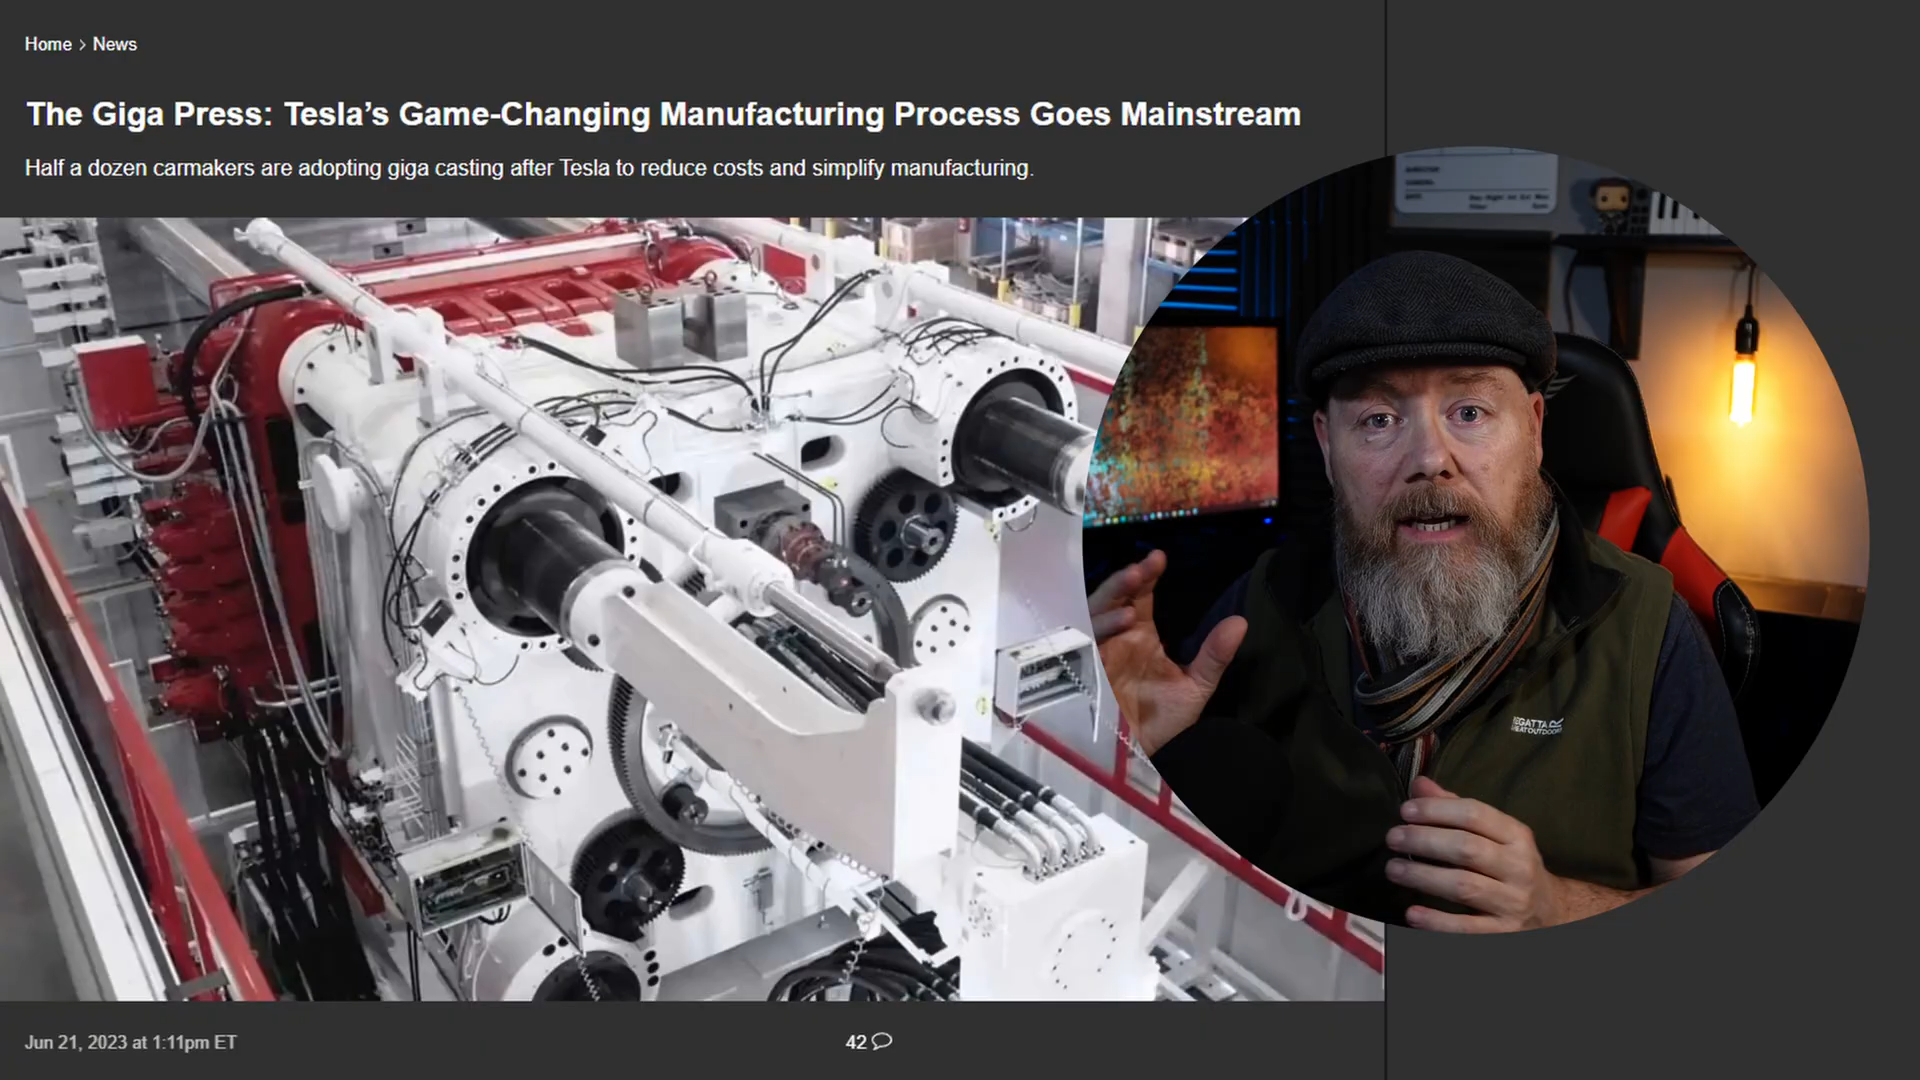 Home > News
The Giga Press: Tesla’s Game-Changing Manufacturing Process Goes Mainstream
Half a dozen carmakers are adopting giga casting after Tesla to reduce costs and simplify manufacturing.
REGATTA
GREAT OUTDOORS
Jun 21, 2023 at 1:11pm ET
42